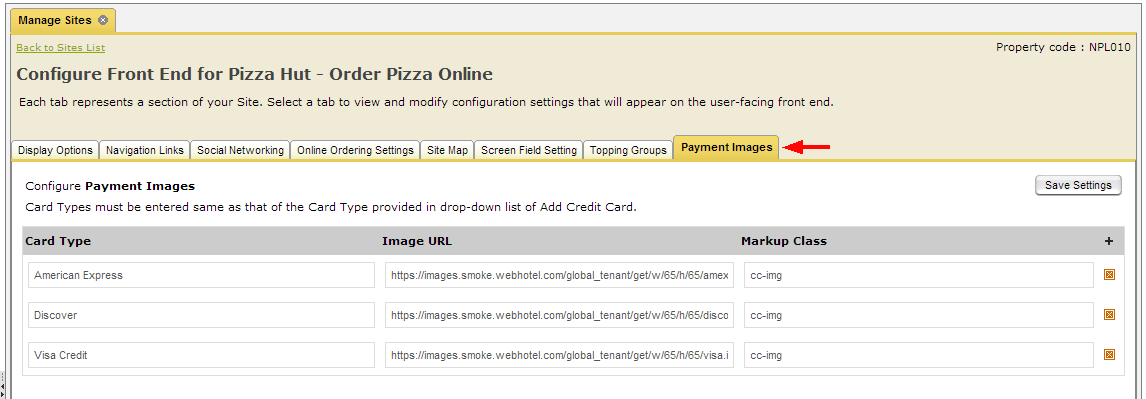 Manage Sites
Back to Sites List
Property code : NPL010
Configure Front End for Pizza Hut - Order Pizza Online
Each tab represents a section of your Site. Select a tab to view and modify configuration settings that will appear on the user-facing front end.
Display Options Navigation Links Social Networking Online Ordering Settings Site Map Screen Field Setting Topping Groups Payment Images
Configure Payment Images
Save Settings
Card Types must be entered same as that of the Card Type provided in drop-down list of Add Credit Card.
Card Type Image URL Markup Class +
American Express https://images.smoke.webhotel.com/global_tenant/get/w/65/h/65/amex cc-img
Discover https://images.smoke.webhotel.com/global_tenant/get/w/65/h/65/disco cc-img
Visa Credit https://images.smoke.webhotel.com/global_tenant/get/w/65/h/65/visa.i cc-img